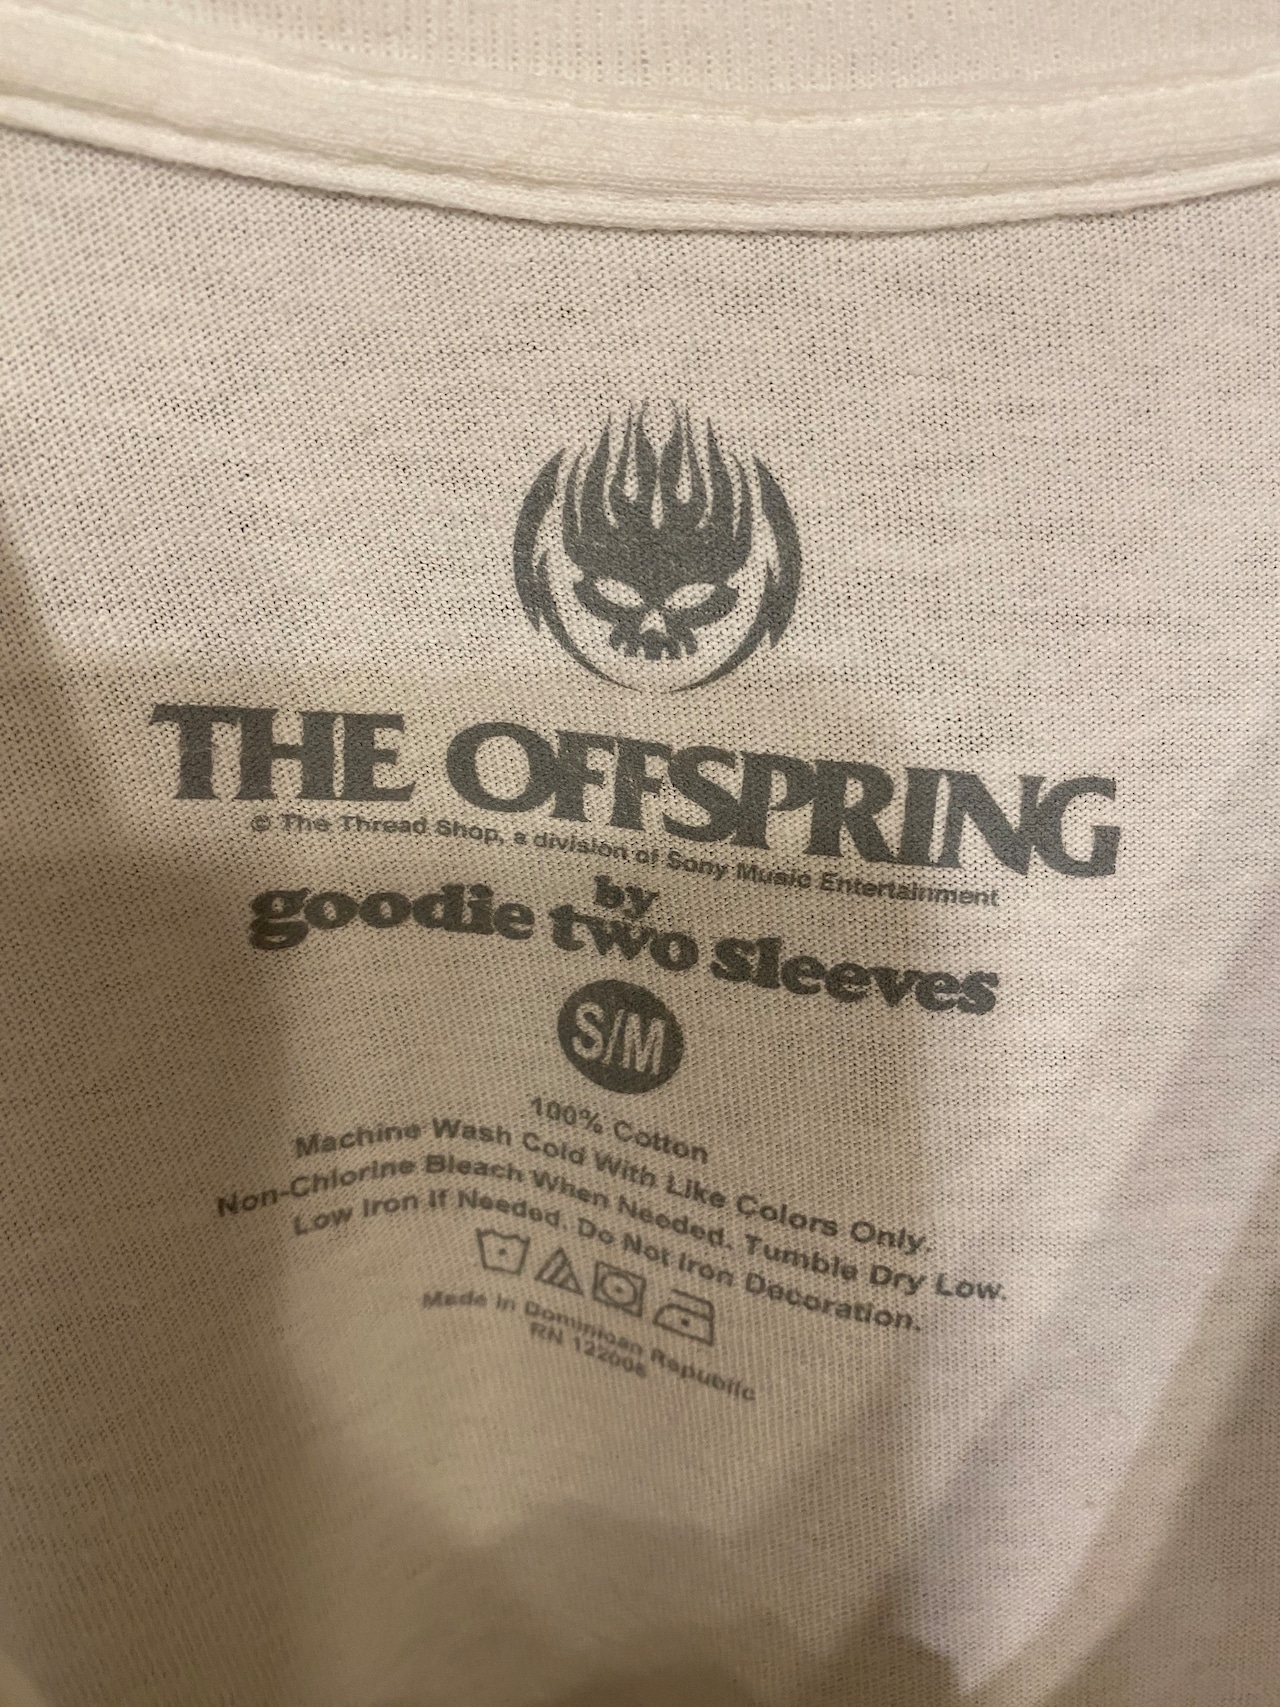 THE OFFSPRING
© The Thread Shop, a division of Sony Music Entertainment
by
goodie two sleeves
S/M
100% Cotton
Machine Wash Cold With Like Colors Only.
Non-Chlorine Bleach When Needed. Tumble Dry Low.
Low Iron If Needed. Do Not Iron Decoration.
Made in Dominican Republic
RN 122006